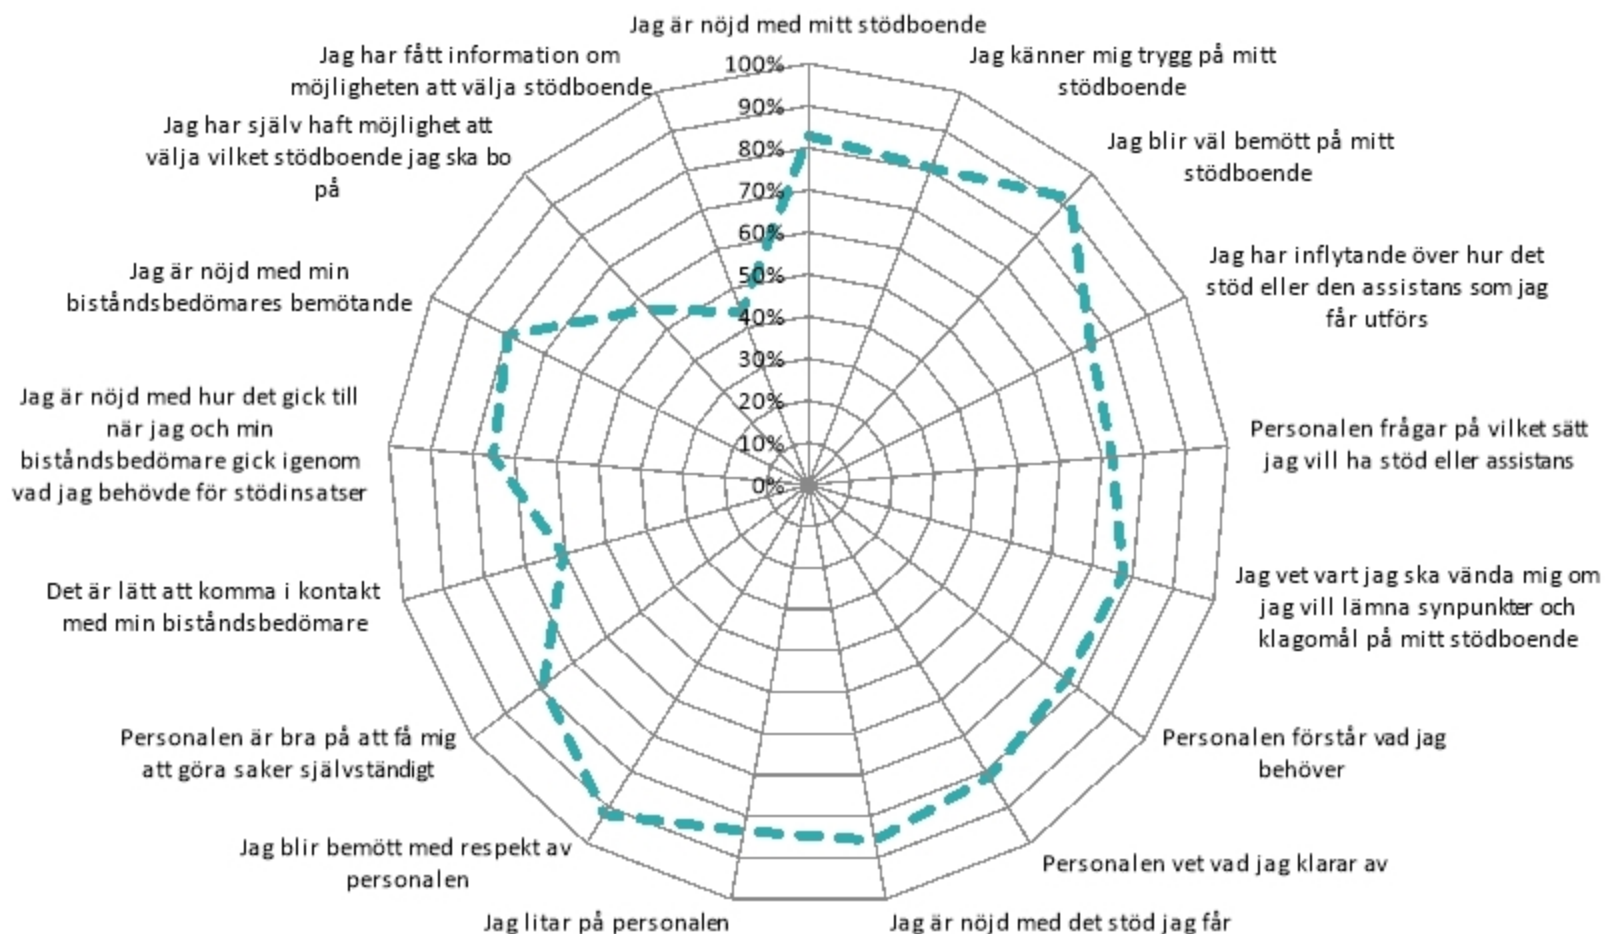 Jag är nöjd med mitt stödboende
Jag känner mig trygg på mitt
stödboende
Jag blir väl bemött på mitt
stödboende
Jag har inflytande över hur det
stöd eller den assistans som jag
får utförs
Personalen frågar på vilket sätt
jag vill ha stöd eller assistans
Jag vet vart jag ska vända mig om
jag vill lämna synpunkter och
klagomål på mitt stödboende
Personalen förstår vad jag
behöver
Personalen vet vad jag klarar av
Jag är nöjd med det stöd jag får
Jag litar på personalen
Jag blir bemött med respekt av
personalen
Personalen är bra på att få mig
att göra saker självständigt
Det är lätt att komma i kontakt
med min biståndsbedömare
Jag är nöjd med hur det gick till
när jag och min
biståndsbedömare gick igenom
vad jag behövde för stödinsatser
Jag är nöjd med min
biståndsbedömares bemötande
Jag har själv haft möjlighet att
välja vilket stödboende jag ska bo
på
Jag har fått information om
möjligheten att välja stödboende
100%
90%
80%
70%
60%
50%
40%
30%
20%
10%
0%